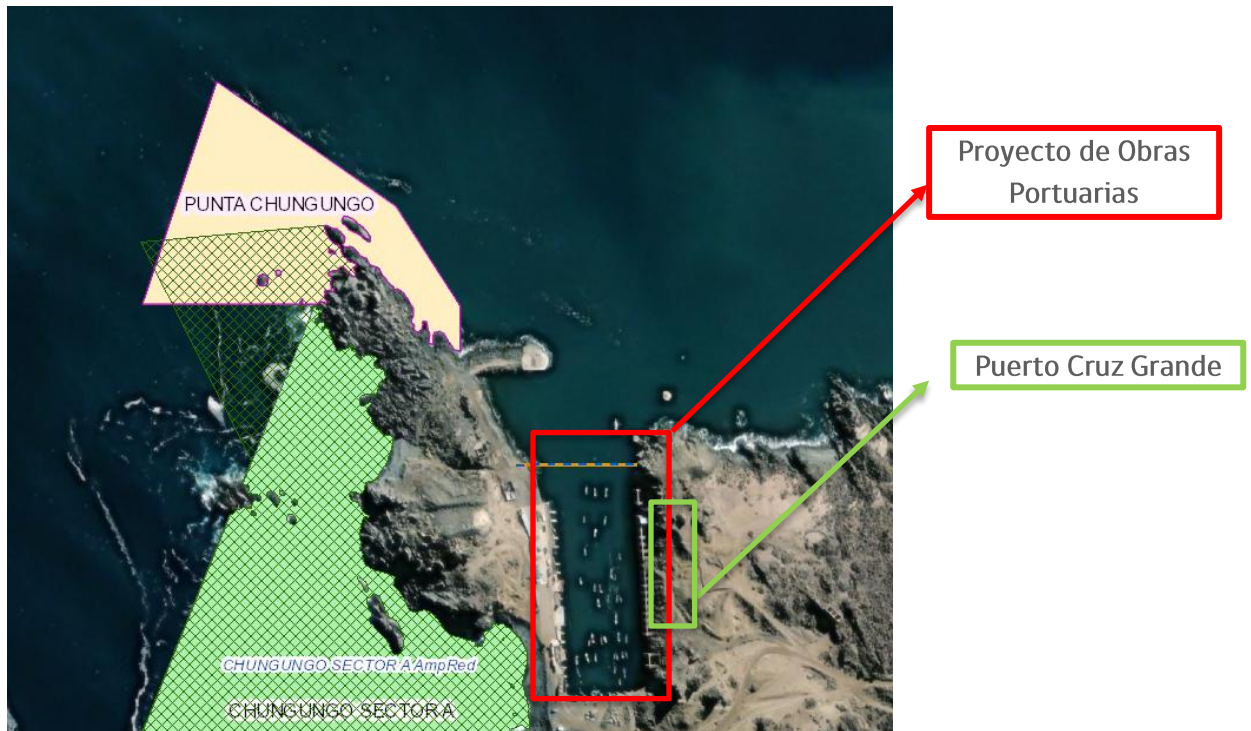 PUNTA CHUNGUNGO
Proyecto de Obras
Portuarias
Puerto Cruz Grande
CHUNGUNGO SECTOR A AmpRed
CHUNGUNGO SECTOR A